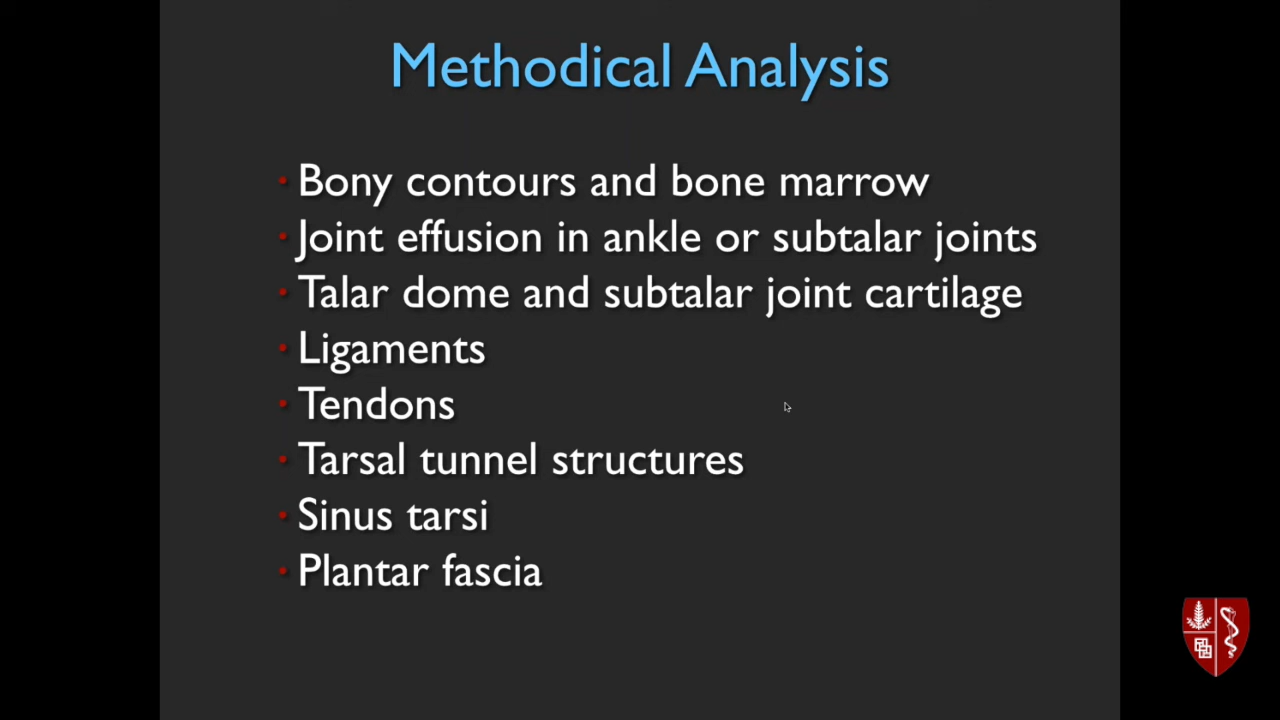 Methodical Analysis
• Bony contours and bone marrow
• Joint effusion in ankle or subtalar joints
• Talar dome and subtalar joint cartilage
• Ligaments
• Tendons
• Tarsal tunnel structures
• Sinus tarsi
• Plantar fascia